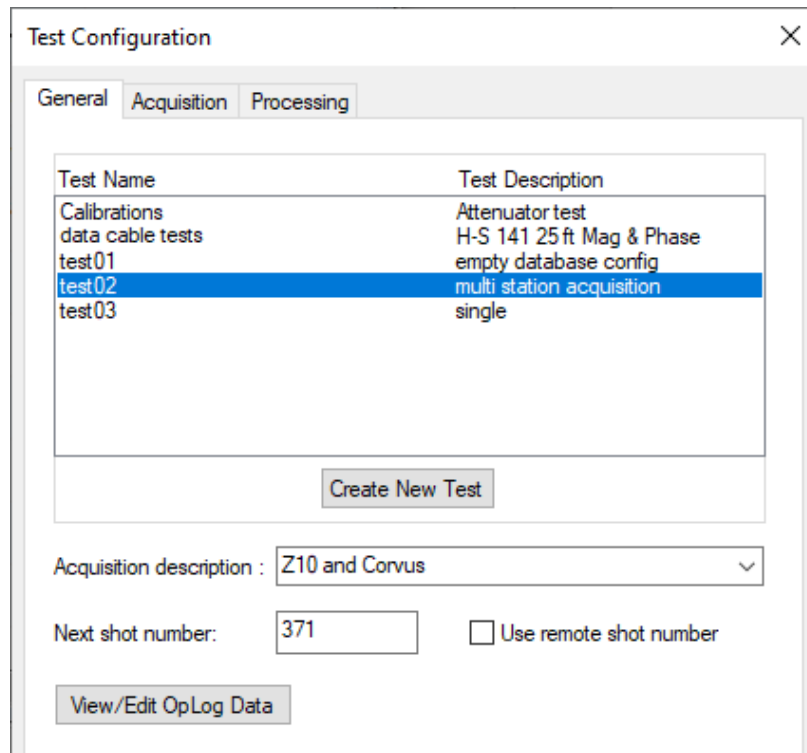 Test Configuration
General Acquisition Processing
Test Name Test Description
Calibrations Attenuator test
data cable tests H-S 141 25 ft Mag & Phase
test01 empty database config
test02 multi station acquisition
test03 single
Create New Test
Acquisition description : Z10 and Corvus
Next shot number: 371 Use remote shot number
View/Edit OpLog Data